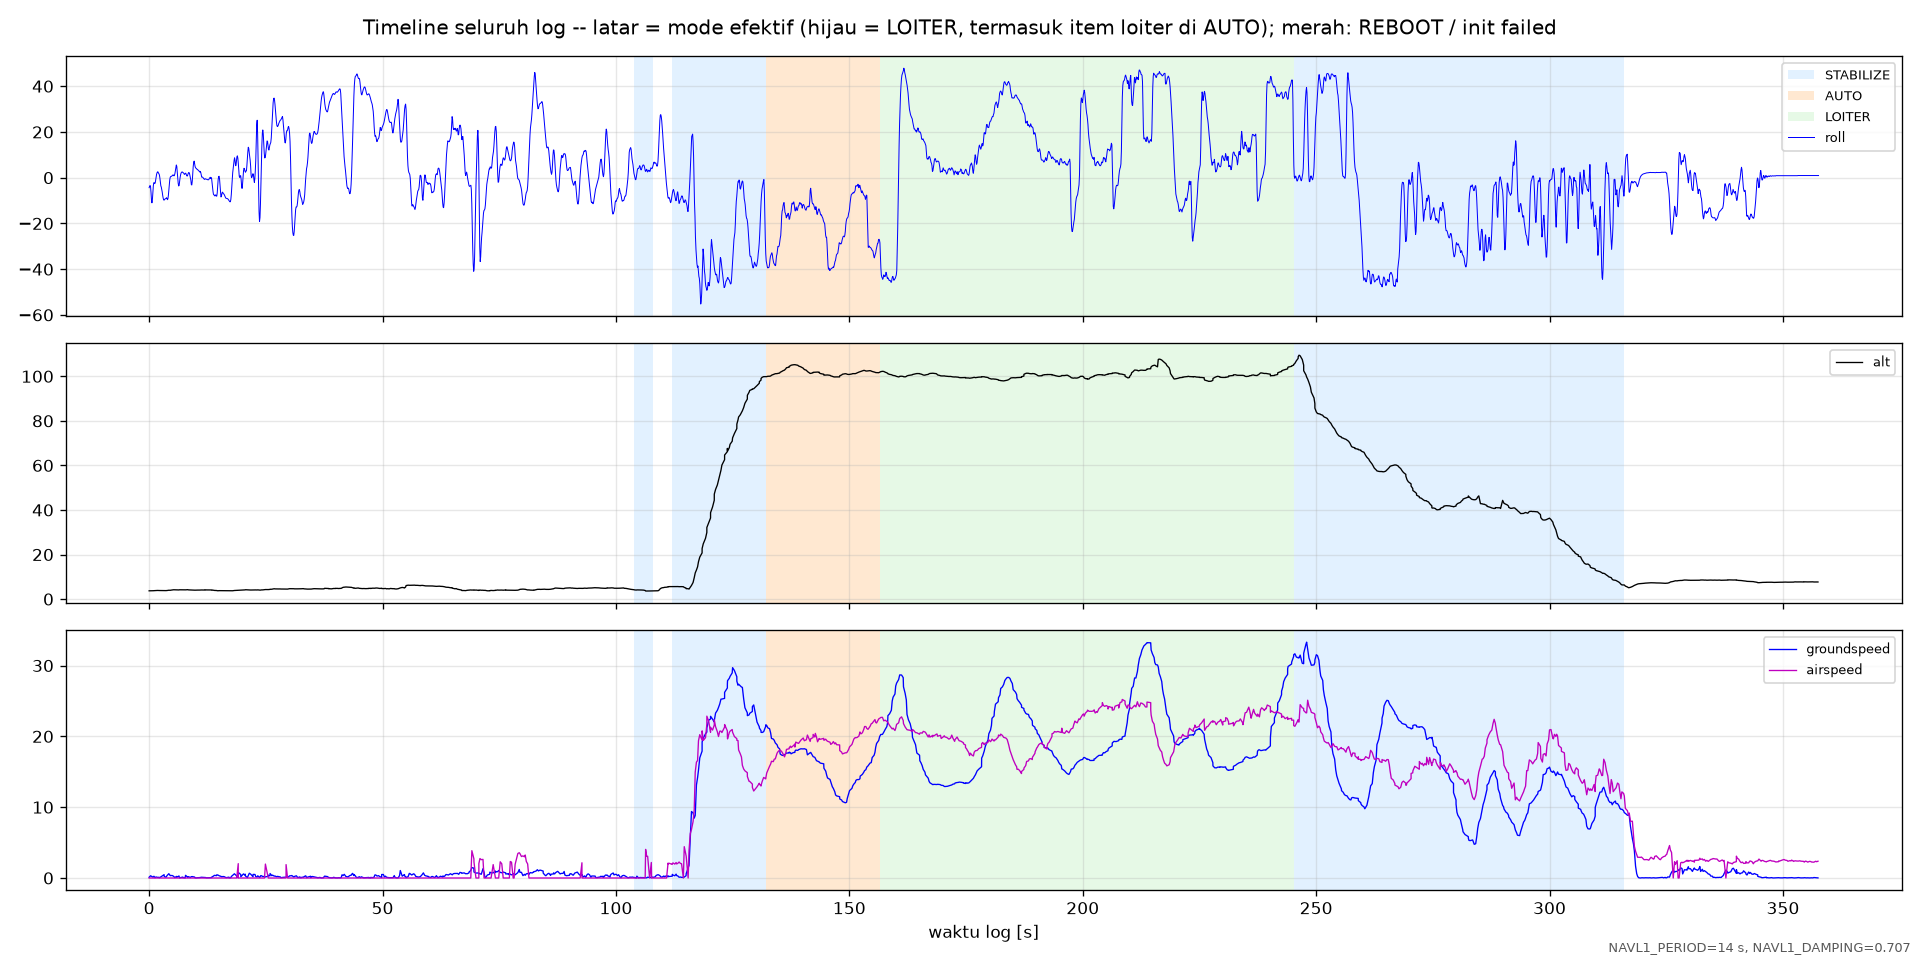 Timeline seluruh log -- latar = mode efektif (hijau = LOITER, termasuk item loiter di AUTO); merah: REBOOT / init failed
40
20
0
−20
−40
−60
STABILIZE
AUTO
LOITER
roll
100
80
60
40
20
0
alt
30
20
10
0
groundspeed
airspeed
0 50 100 150 200 250 300 350
waktu log [s]
NAVL1_PERIOD=14 s, NAVL1_DAMPING=0.707